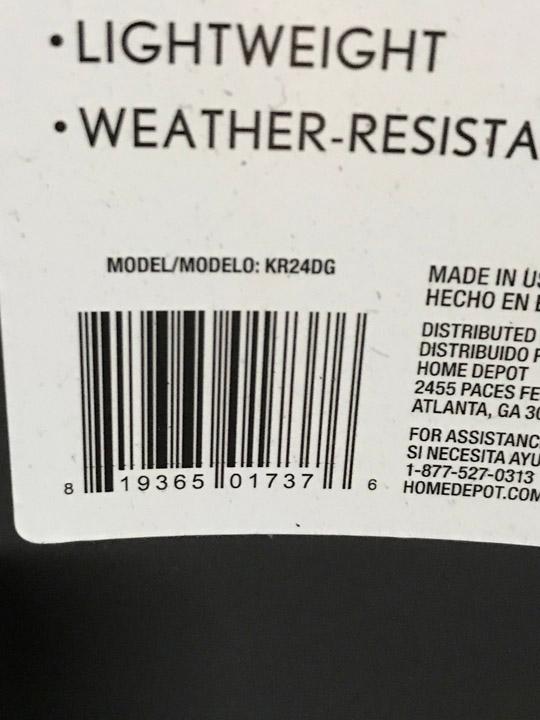 • LIGHTWEIGHT
• WEATHER-RESISTA
MODEL/MODELO: KR24DG
8 19365 01737 6
MADE IN US
HECHO EN E
DISTRIBUTED
DISTRIBUIDO P
HOME DEPOT
2455 PACES FE
ATLANTA, GA 30
FOR ASSISTANC
SI NECESITA AYU
1-877-527-0313
HOMEDEPOT.COM